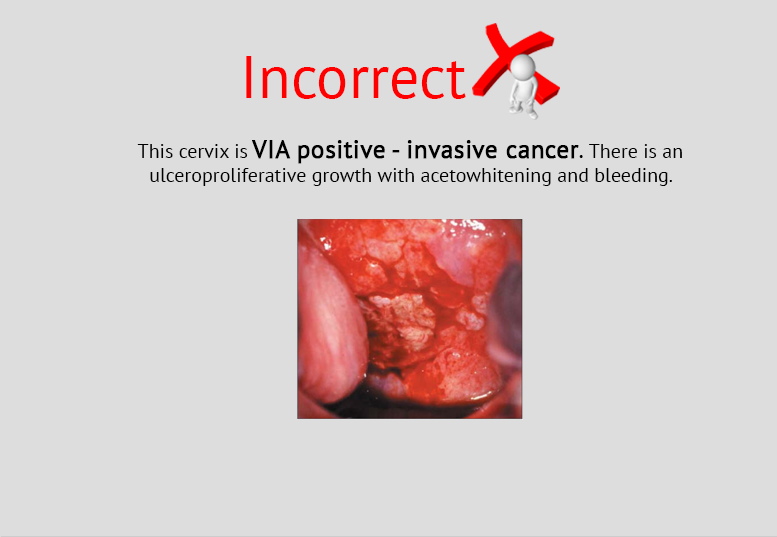 Incorrect
This cervix is VIA positive - invasive cancer. There is an
ulceroproliferative growth with acetowhitening and bleeding.